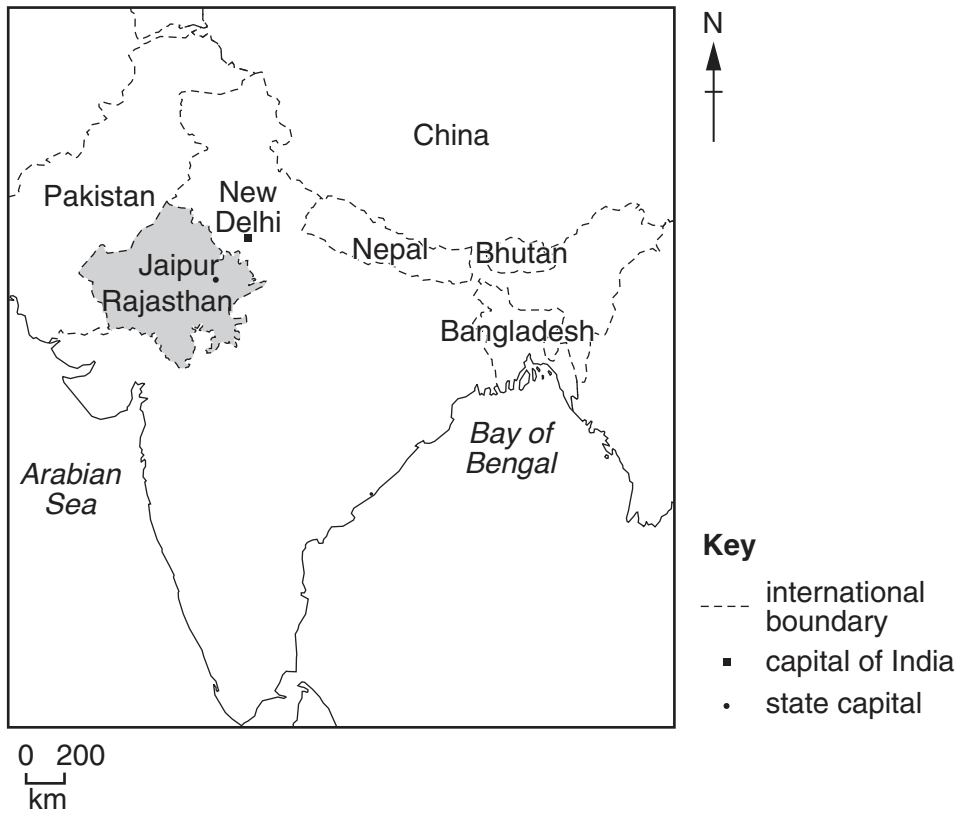 N
China
Pakistan
New
Delhi
Nepal
Bhutan
Jaipur
Rajasthan
Bangladesh
Bay of
Bengal
Arabian
Sea
Key
international
boundary
capital of India
state capital
0 200
km